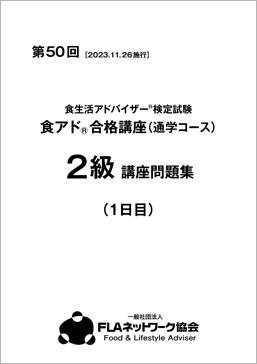 第50回 [2023.11.26施行]
食生活アドバイザー®検定試験
食アド®合格講座（通学コース）
2級 講座問題集
（1日目）
一般社団法人
FLAネットワーク協会
Food & Lifestyle Adviser